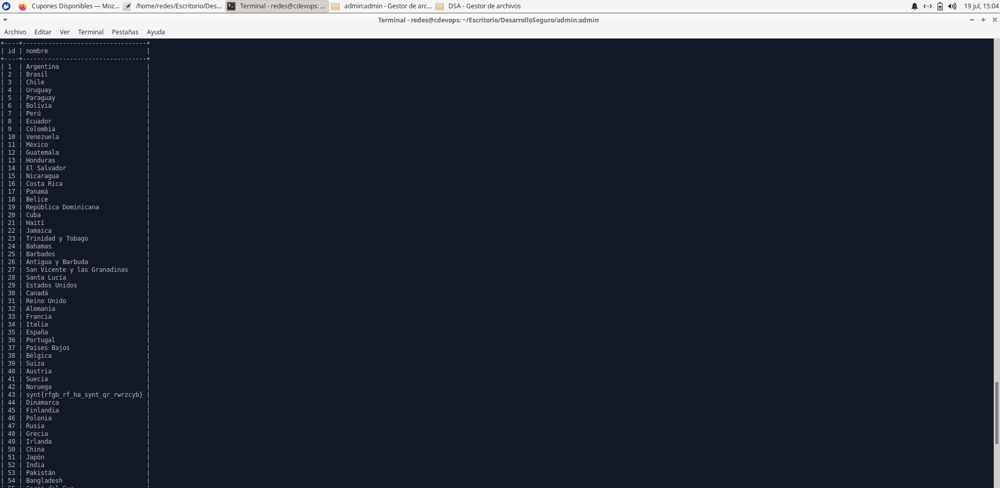 Cupones Disponibles — Moz... /home/redes/Escritorio/Des... Terminal - redes@cdevops: ... admin:admin - Gestor de arc... DSA - Gestor de archivos 19 jul, 15:04
Terminal - redes@cdevops: ~/Escritorio/DesarrolloSeguro/admin:admin
Archivo Editar Ver Terminal Pestañas Ayuda
+----+----------------------------------+
| id | nombre |
+----+----------------------------------+
| 1 | Argentina |
| 2 | Brasil |
| 3 | Chile |
| 4 | Uruguay |
| 5 | Paraguay |
| 6 | Bolivia |
| 7 | Perú |
| 8 | Ecuador |
| 9 | Colombia |
| 10 | Venezuela |
| 11 | México |
| 12 | Guatemala |
| 13 | Honduras |
| 14 | El Salvador |
| 15 | Nicaragua |
| 16 | Costa Rica |
| 17 | Panamá |
| 18 | Belice |
| 19 | República Dominicana |
| 20 | Cuba |
| 21 | Haití |
| 22 | Jamaica |
| 23 | Trinidad y Tobago |
| 24 | Bahamas |
| 25 | Barbados |
| 26 | Antigua y Barbuda |
| 27 | San Vicente y las Granadinas |
| 28 | Santa Lucía |
| 29 | Estados Unidos |
| 30 | Canadá |
| 31 | Reino Unido |
| 32 | Alemania |
| 33 | Francia |
| 34 | Italia |
| 35 | España |
| 36 | Portugal |
| 37 | Países Bajos |
| 38 | Bélgica |
| 39 | Suiza |
| 40 | Austria |
| 41 | Suecia |
| 42 | Noruega |
| 43 | synt{rfgb_rf_ha_synt_qr_rwrzcyb} |
| 44 | Dinamarca |
| 45 | Finlandia |
| 46 | Polonia |
| 47 | Rusia |
| 48 | Grecia |
| 49 | Irlanda |
| 50 | China |
| 51 | Japón |
| 52 | India |
| 53 | Pakistán |
| 54 | Bangladesh |